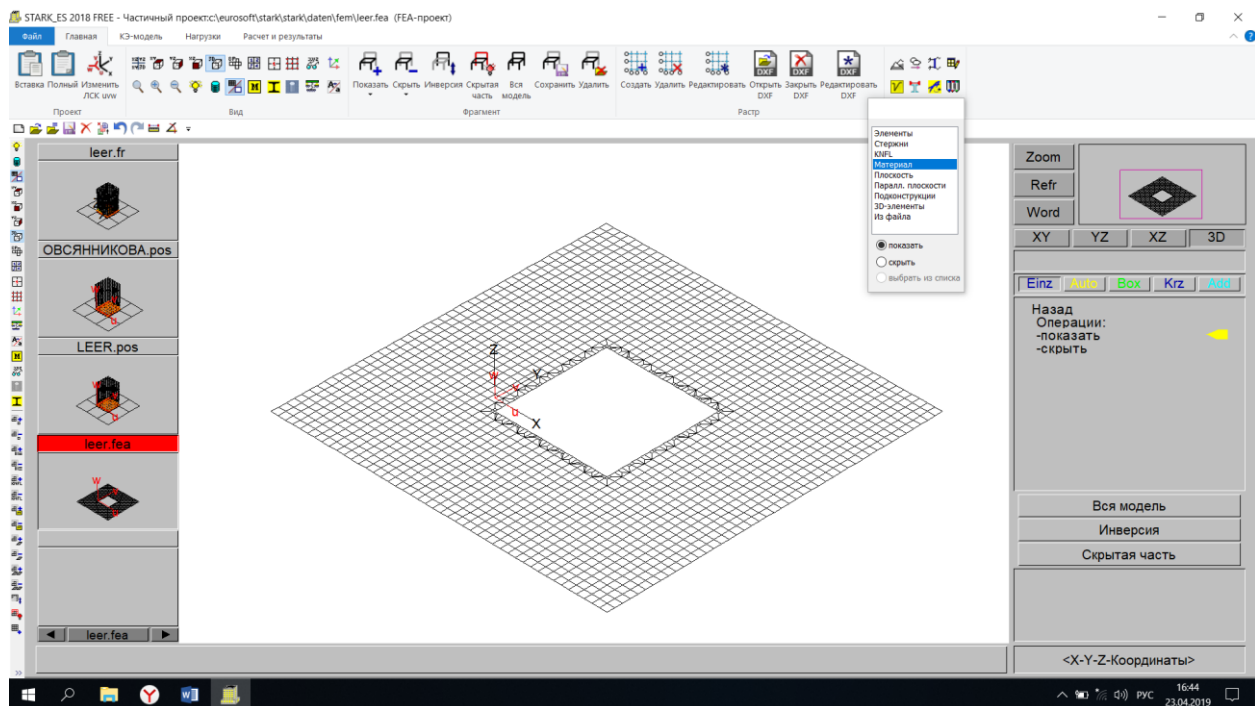 STARK_ES 2018 FREE - Частичный проект:c:\eurosoft\stark\stark\daten\fem\leer.fea (FEA-проект)
Файл Главная КЭ-модель Нагрузки Расчет и результаты
Вставка Полный Изменить ЛСК uvw
Показать Скрыть Инверсия Скрытая часть Вся модель Сохранить Удалить
Создать Удалить Редактировать Открыть DXF Закрыть DXF Редактировать DXF
Проект Вид Фрагмент Растр
leer.fr
ОВСЯННИКОВА.pos
LEER.pos
leer.fea
leer.fea
Z
w
Y
v
u
X
Элементы
Стержни
KNFL
Материал
Плоскость
Паралл. плоскости
Подконструкции
3D-элементы
Из файла
показать
скрыть
выбрать из списка
Zoom
Refr
Word
XY YZ XZ 3D
Einz Auto Box Krz Add
Назад
Операции:
-показать
-скрыть
Вся модель
Инверсия
Скрытая часть
<X-Y-Z-Координаты>
РУС
16:44
23.04.2019